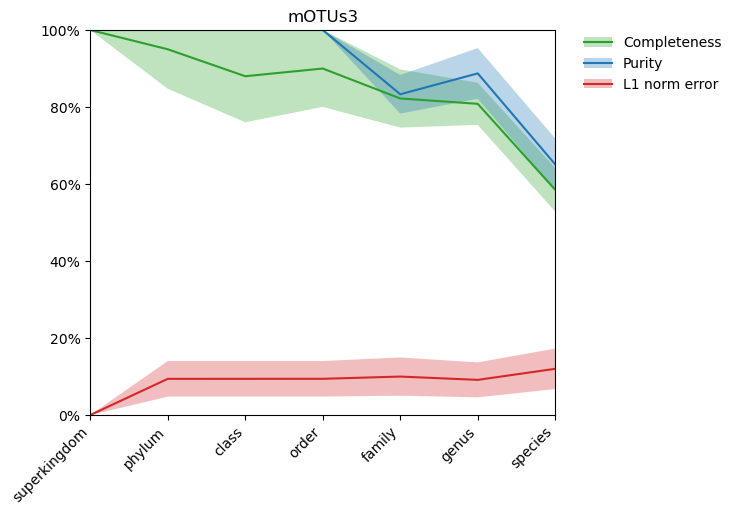 mOTUs3
100%
80%
60%
40%
20%
0%
superkingdom
phylum
class
order
family
genus
species
Completeness
Purity
L1 norm error